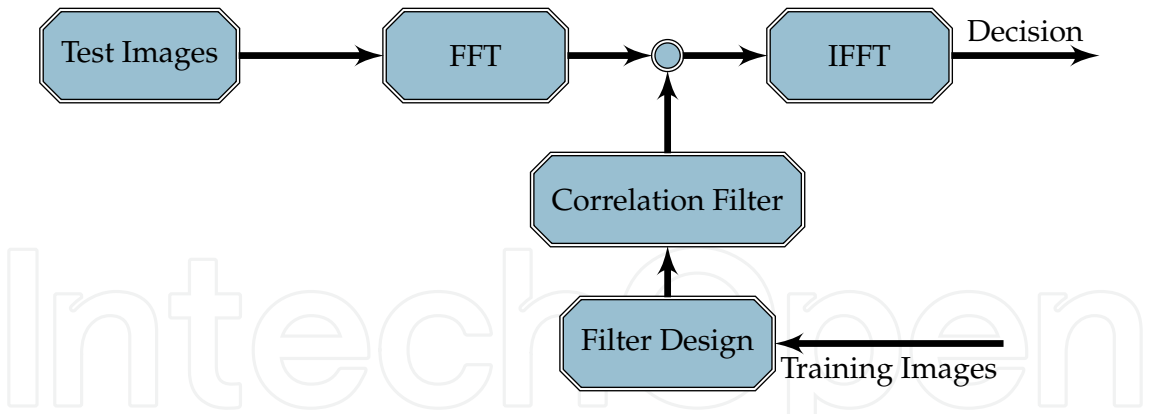 Test Images
FFT
IFFT
Decision
Correlation Filter
Filter Design
Training Images
IntechOpen